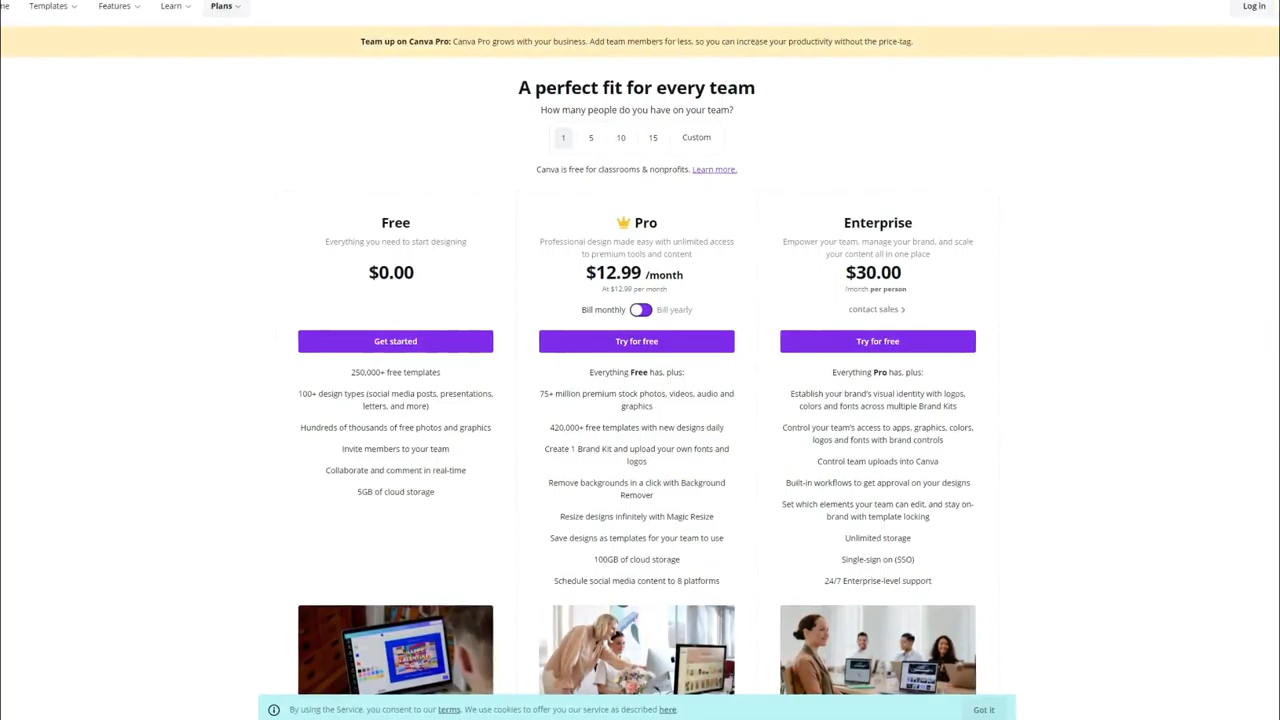 ne Templates Features Learn Plans Log in
Team up on Canva Pro: Canva Pro grows with your business. Add team members for less, so you can increase your productivity without the price-tag.
A perfect fit for every team
How many people do you have on your team?
1 5 10 15 Custom
Canva is free for classrooms & nonprofits. Learn more.
Free
Everything you need to start designing
$0.00
Get started
250,000+ free templates
100+ design types (social media posts, presentations,
letters, and more)
Hundreds of thousands of free photos and graphics
Invite members to your team
Collaborate and comment in real-time
5GB of cloud storage
Pro
Professional design made easy with unlimited access
to premium tools and content
$12.99 /month
At $12.99 per month
Bill monthly Bill yearly
Try for free
Everything Free has, plus:
75+ million premium stock photos, videos, audio and
graphics
420,000+ free templates with new designs daily
Create 1 Brand Kit and upload your own fonts and
logos
Remove backgrounds in a click with Background
Remover
Resize designs infinitely with Magic Resize
Save designs as templates for your team to use
100GB of cloud storage
Schedule social media content to 8 platforms
Enterprise
Empower your team, manage your brand, and scale
your content all in one place
$30.00
/month per person
contact sales
Try for free
Everything Pro has, plus:
Establish your brand's visual identity with logos,
colors and fonts across multiple Brand Kits
Control your team's access to apps, graphics, colors,
logos and fonts with brand controls
Control team uploads into Canva
Built-in workflows to get approval on your designs
Set which elements your team can edit, and stay on-
brand with template locking
Unlimited storage
Single-sign on (SSO)
24/7 Enterprise-level support
By using the Service, you consent to our terms. We use cookies to offer you our service as described here.
Got it